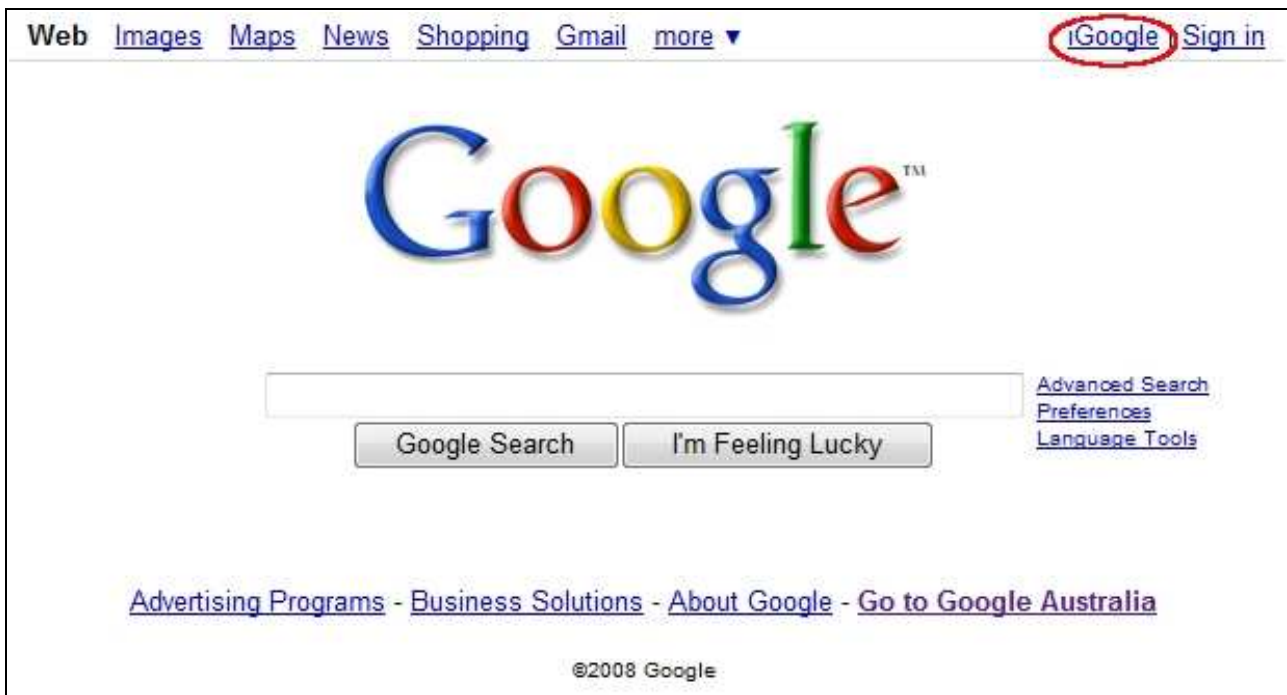 Web Images Maps News Shopping Gmail more ▼ iGoogle | Sign in
Google™
Advanced Search
Preferences
Language Tools
Google Search I'm Feeling Lucky
Advertising Programs - Business Solutions - About Google - Go to Google Australia
©2008 Google